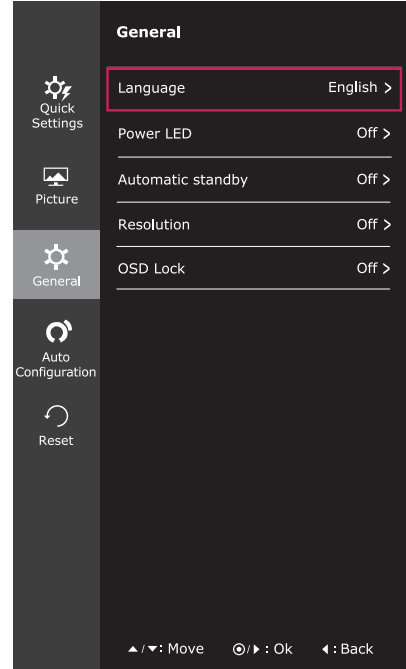 General
Quick
Settings
Picture
General
Auto
Configuration
Reset
Language English >
Power LED Off >
Automatic standby Off >
Resolution Off >
OSD Lock Off >
▲/▼: Move ◉/▶ : Ok ◀ : Back